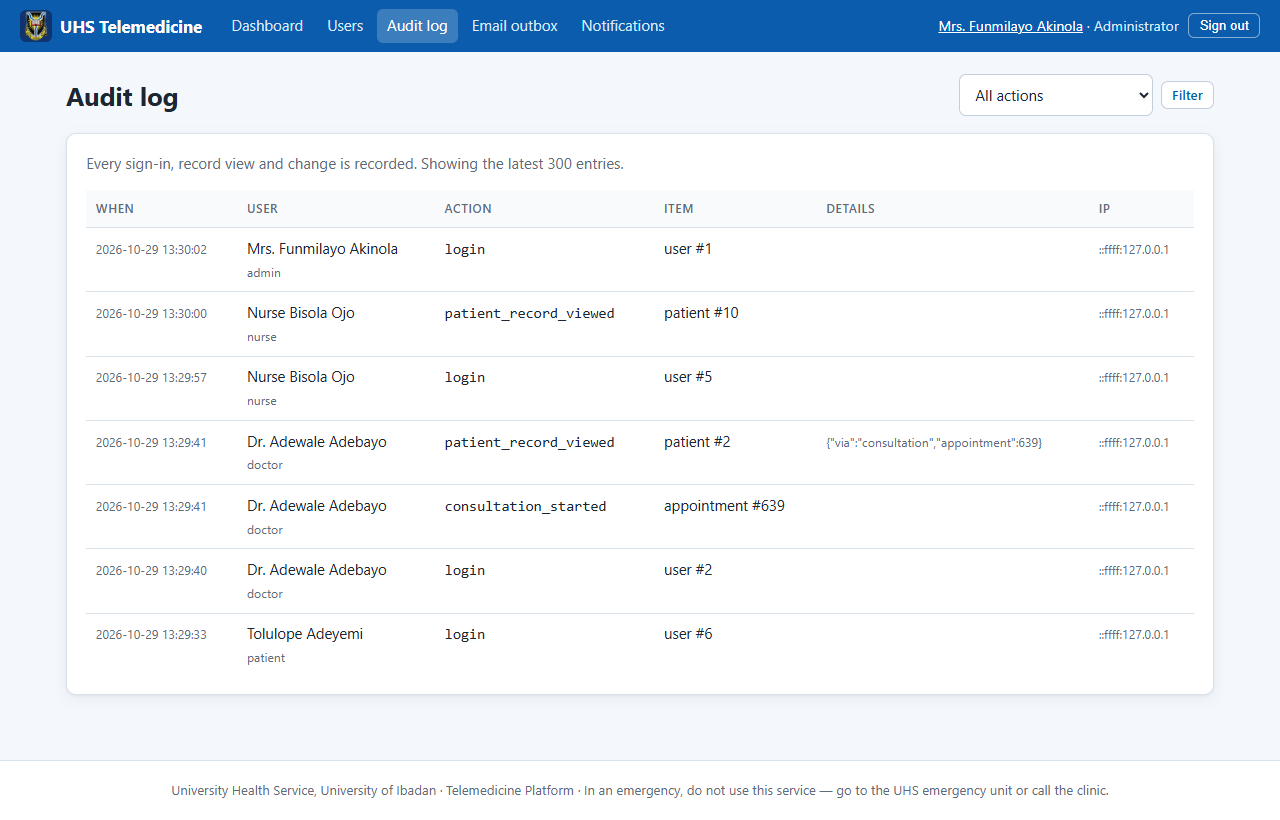 UHS Telemedicine Dashboard Users Audit log Email outbox Notifications Mrs. Funmilayo Akinola · Administrator Sign out
Audit log All actions Filter
Every sign-in, record view and change is recorded. Showing the latest 300 entries.
WHEN USER ACTION ITEM DETAILS IP
2026-10-29 13:30:02 Mrs. Funmilayo Akinola login user #1 ::ffff:127.0.0.1
admin
2026-10-29 13:30:00 Nurse Bisola Ojo patient_record_viewed patient #10 ::ffff:127.0.0.1
nurse
2026-10-29 13:29:57 Nurse Bisola Ojo login user #5 ::ffff:127.0.0.1
nurse
2026-10-29 13:29:41 Dr. Adewale Adebayo patient_record_viewed patient #2 {"via":"consultation","appointment":639} ::ffff:127.0.0.1
doctor
2026-10-29 13:29:41 Dr. Adewale Adebayo consultation_started appointment #639 ::ffff:127.0.0.1
doctor
2026-10-29 13:29:40 Dr. Adewale Adebayo login user #2 ::ffff:127.0.0.1
doctor
2026-10-29 13:29:33 Tolulope Adeyemi login user #6 ::ffff:127.0.0.1
patient
University Health Service, University of Ibadan · Telemedicine Platform · In an emergency, do not use this service — go to the UHS emergency unit or call the clinic.